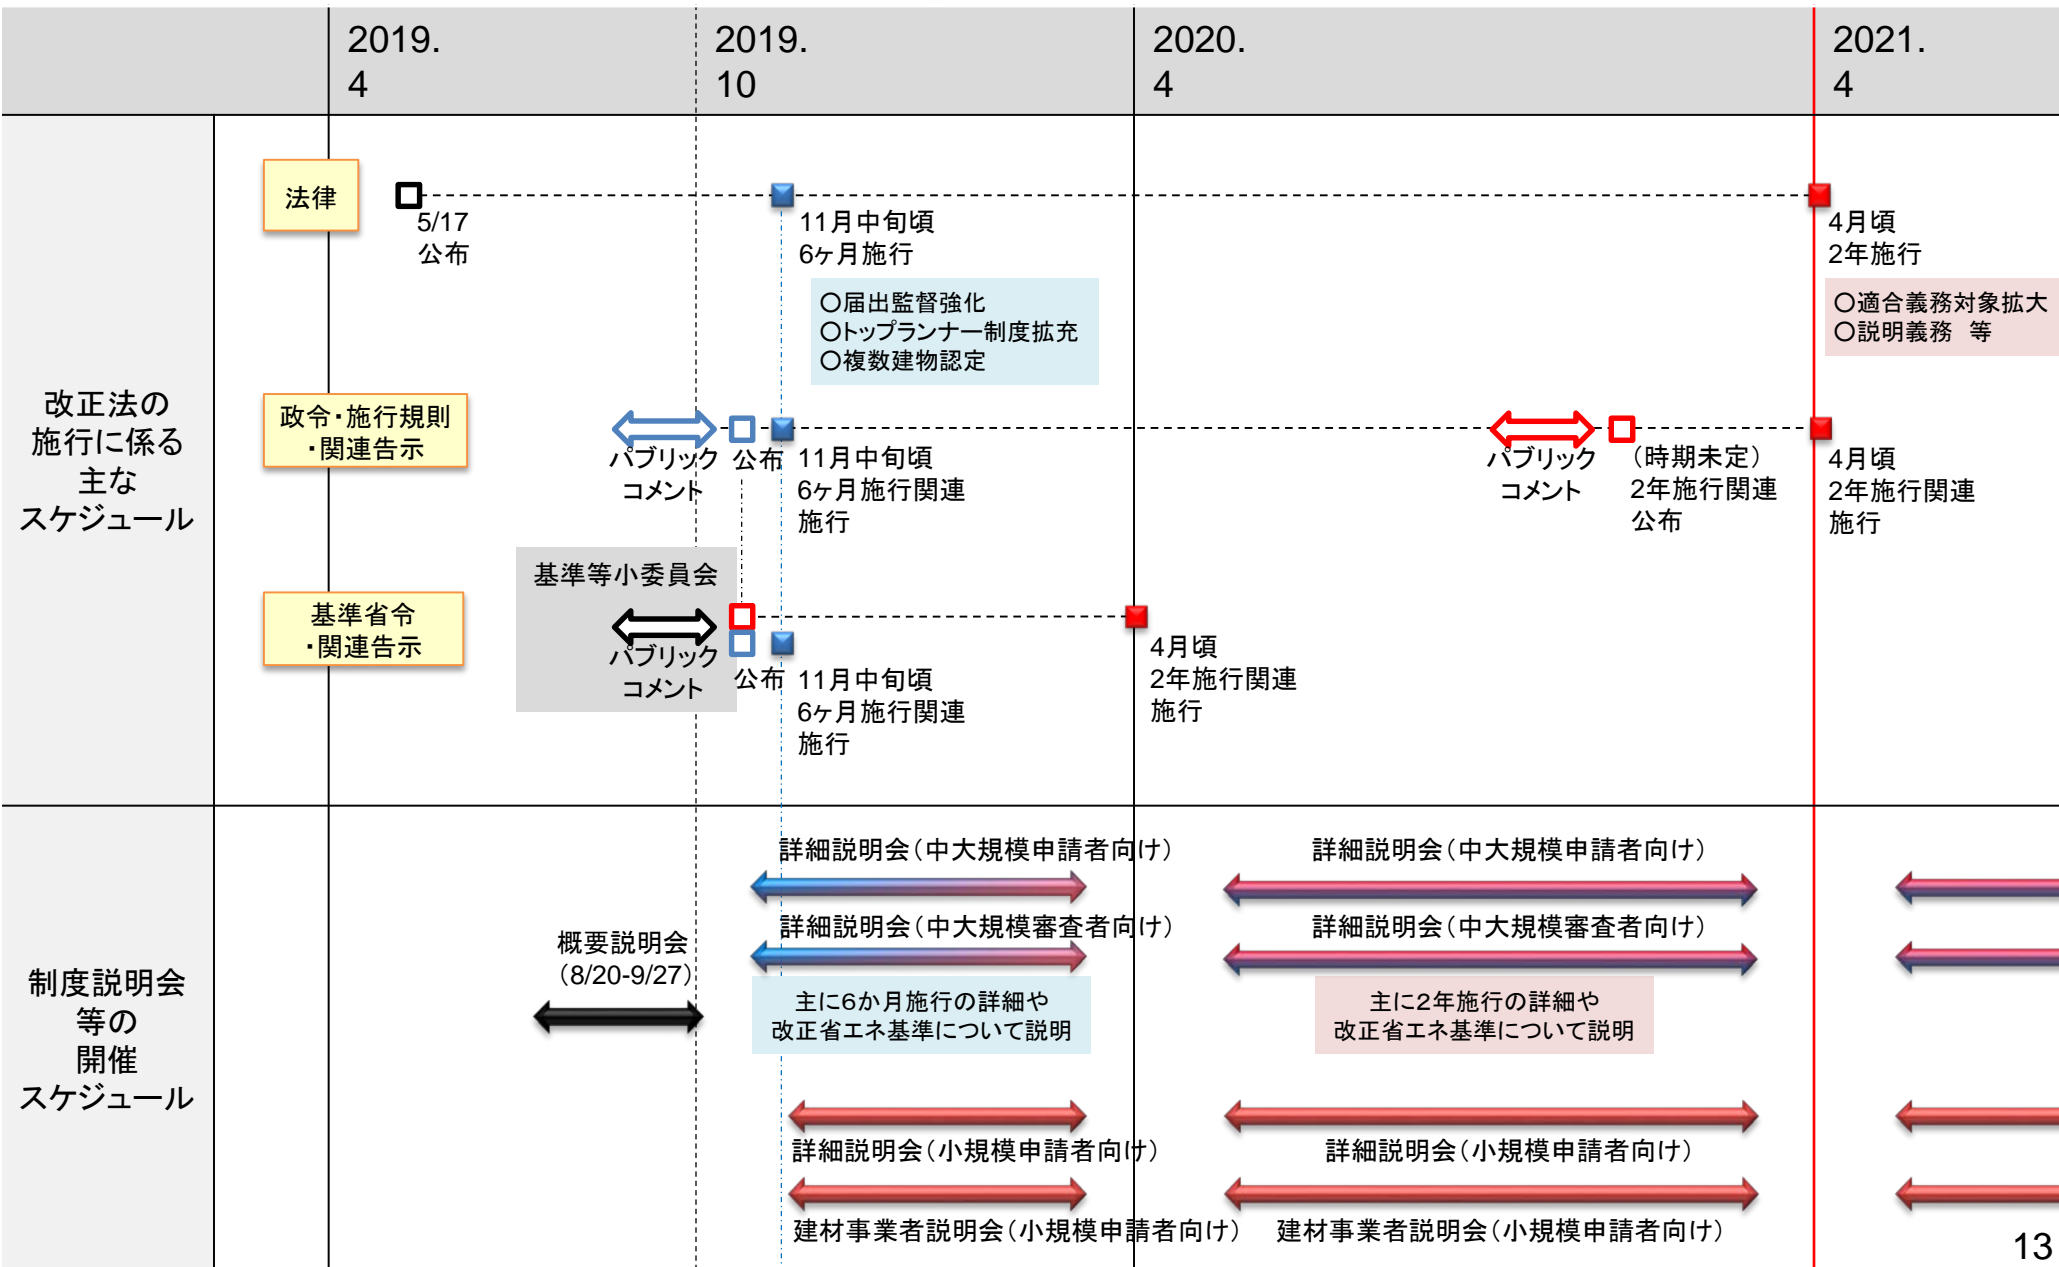 2019.
4
2019.
10
2020.
4
2021.
4
改正法の
施行に係る
主な
スケジュール
法律
5/17
公布
11月中旬頃
6ヶ月施行
〇届出監督強化
〇トップランナー制度拡充
〇複数建物認定
4月頃
2年施行
〇適合義務対象拡大
〇説明義務　等
政令・施行規則
・関連告示
パブリック
コメント
公布
11月中旬頃
6ヶ月施行関連
施行
パブリック
コメント
（時期未定）
2年施行関連
公布
4月頃
2年施行関連
施行
基準等小委員会
基準省令
・関連告示
パブリック
コメント
公布
11月中旬頃
6ヶ月施行関連
施行
4月頃
2年施行関連
施行
制度説明会
等の
開催
スケジュール
概要説明会
（8/20-9/27）
詳細説明会（中大規模申請者向け）
詳細説明会（中大規模審査者向け）
主に６か月施行の詳細や
改正省エネ基準について説明
詳細説明会（小規模申請者向け）
建材事業者説明会（小規模申請者向け）
詳細説明会（中大規模申請者向け）
詳細説明会（中大規模審査者向け）
主に２年施行の詳細や
改正省エネ基準について説明
詳細説明会（小規模申請者向け）
建材事業者説明会（小規模申請者向け）
13